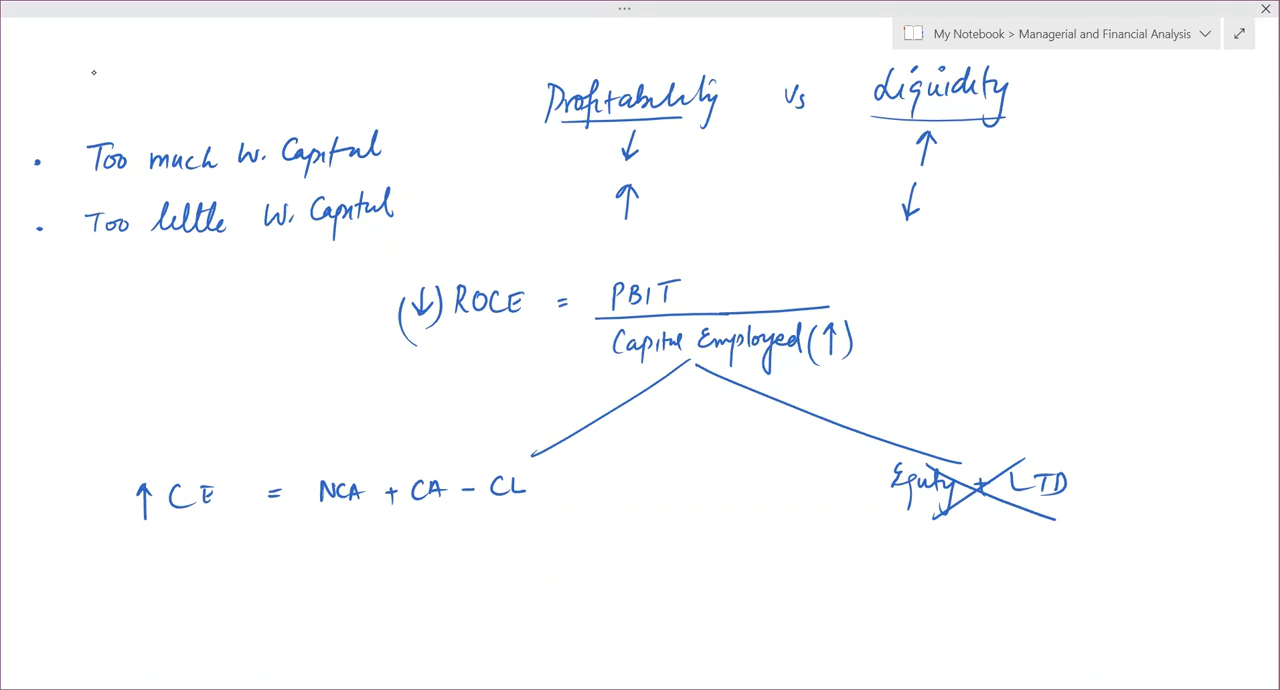 My Notebook > Managerial and Financial Analysis
Profitability Vs Liquidity
• Too much W. Capital ↓ ↑
• Too little W. Capital ↑ ↓
(↓) ROCE = PBIT
Capital Employed (↑)
↑ CE = NCA + CA - CL
Equity + LTD